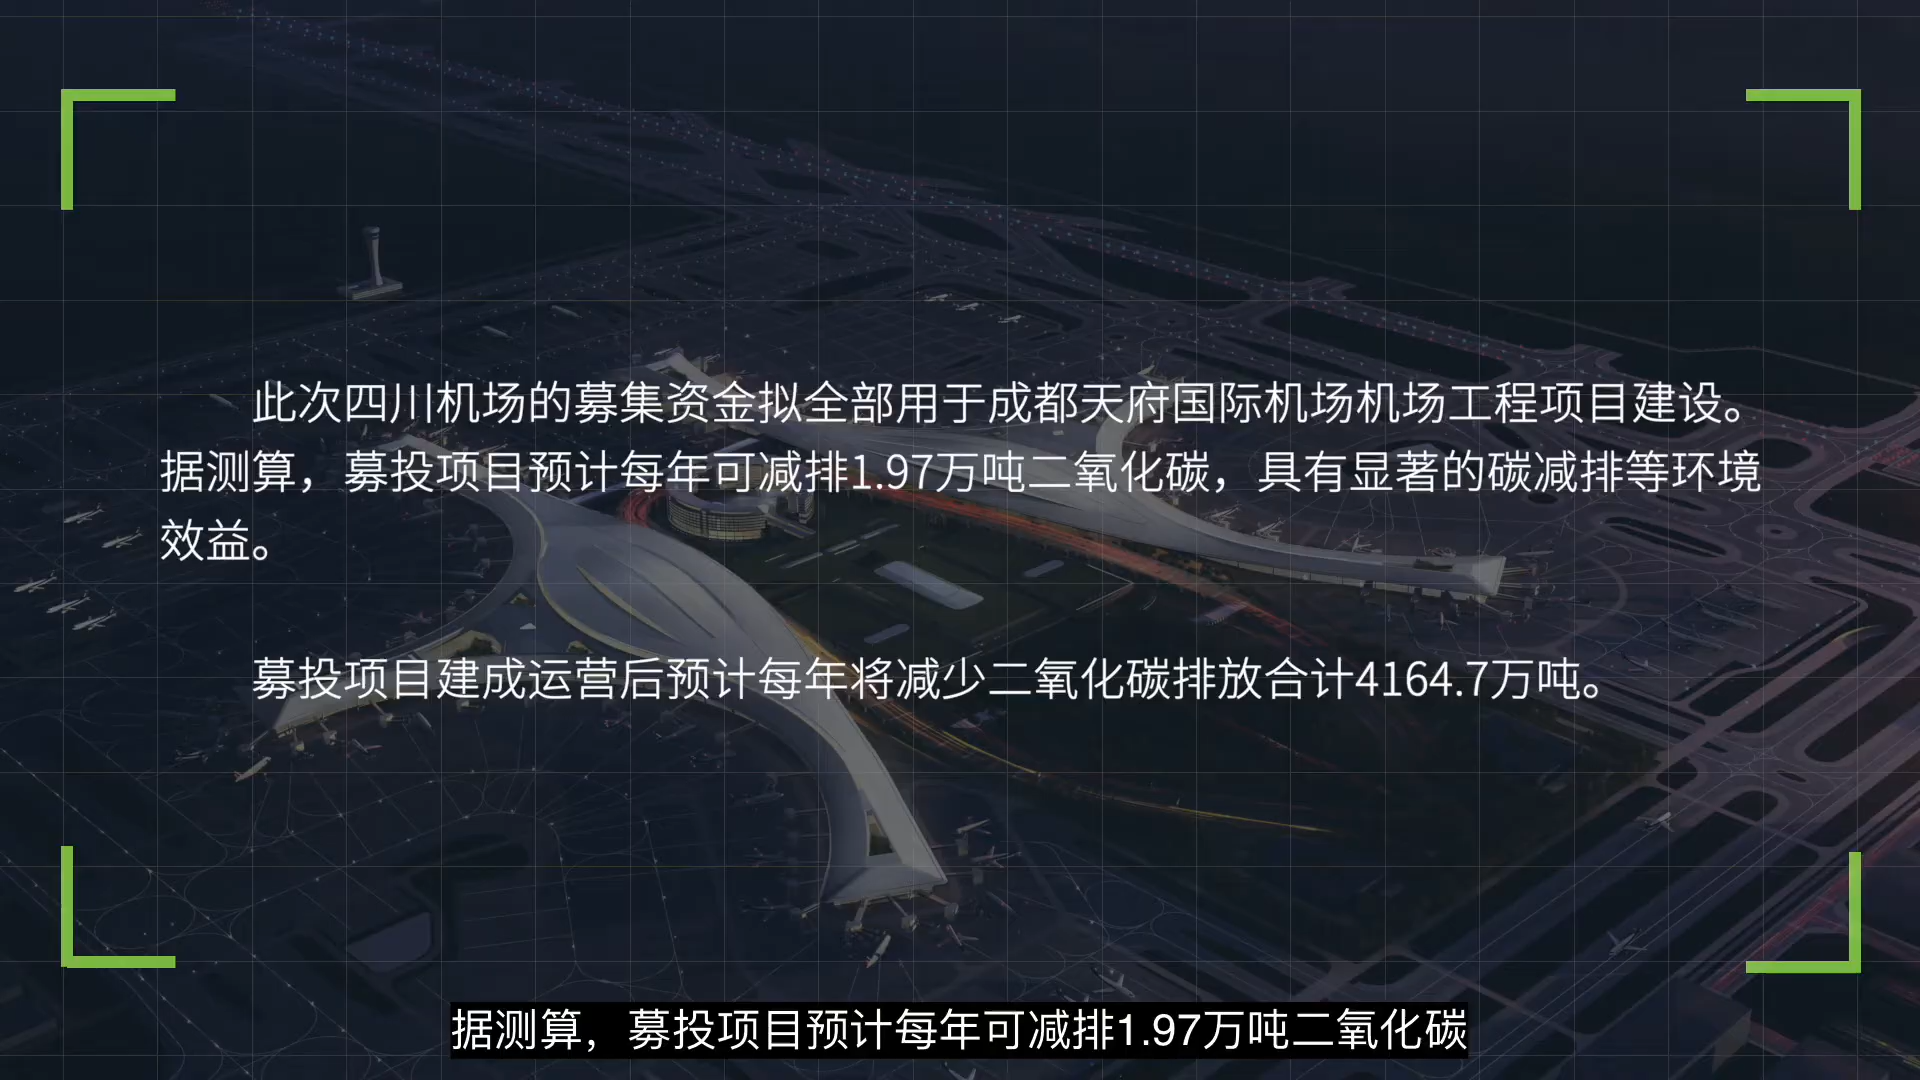 此次四川机场的募集资金拟全部用于成都天府国际机场机场工程项目建设。
据测算，募投项目预计每年可减排1.97万吨二氧化碳，具有显著的碳减排等环境
效益。
募投项目建成运营后预计每年将减少二氧化碳排放合计4164.7万吨。
据测算，募投项目预计每年可减排1.97万吨二氧化碳